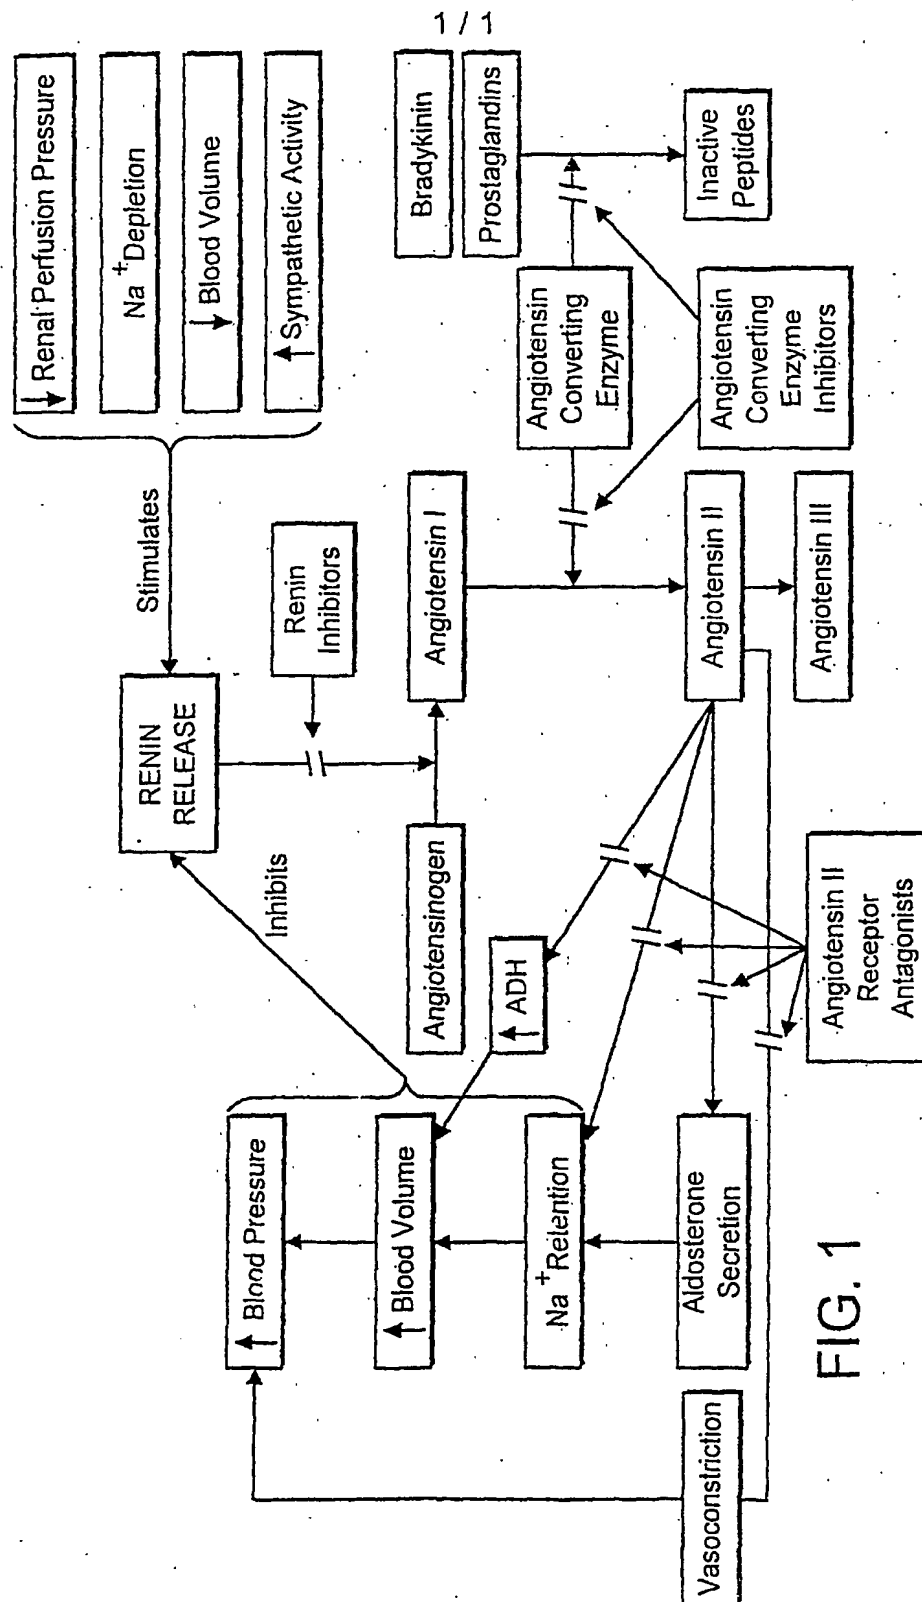 1 / 1
↓ Renal Perfusion Pressure
Na + Depletion
↓ Blood Volume
↑ Sympathetic Activity
Stimulates
RENIN
RELEASE
Inhibits
Renin
Inhibitors
Bradykinin
Prostaglandins
Inactive
Peptides
Angiotensin
Converting
Enzyme
Angiotensin
Converting
Enzyme
Inhibitors
Angiotensinogen
Angiotensin I
Angiotensin II
Angiotensin III
↑ ADH
↑ Blood Pressure
↑ Blood Volume
Na + Retention
Aldosterone
Secretion
Vasoconstriction
Angiotensin II
Receptor
Antagonists
FIG. 1